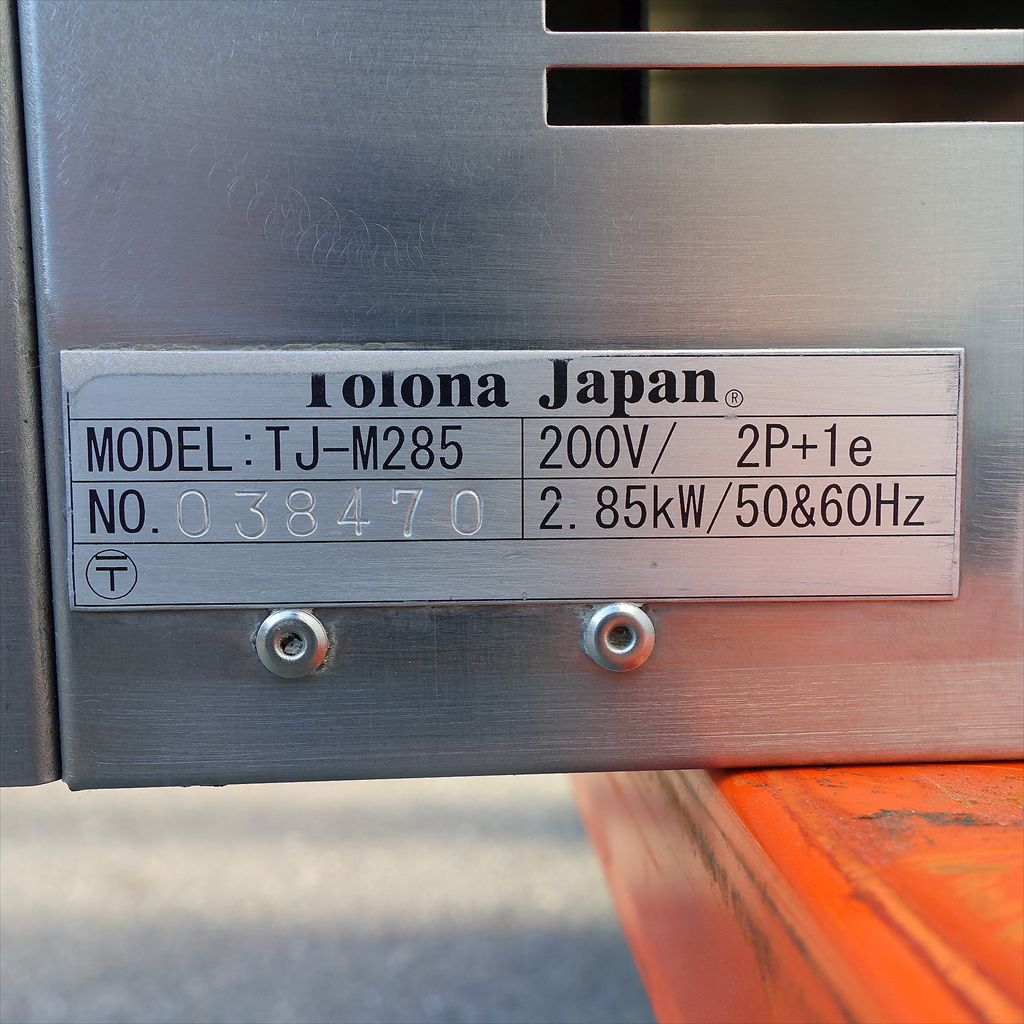 Tolona Japan®
MODEL:TJ-M285 200V/ 2P+1e
NO. 038470 2.85kW/50&60Hz